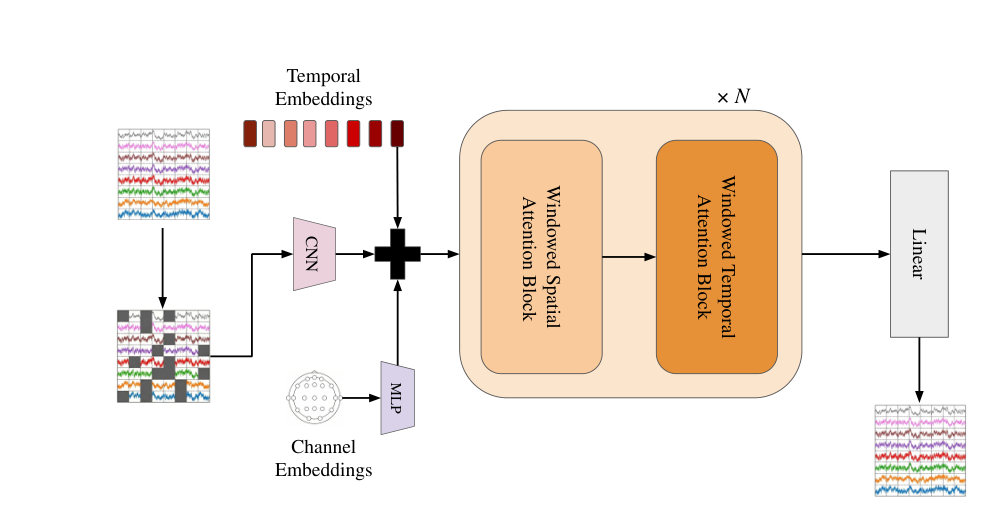 Temporal
Embeddings
× N
CNN
Windowed Spatial
Attention Block
Windowed Temporal
Attention Block
Linear
MLP
Channel
Embeddings